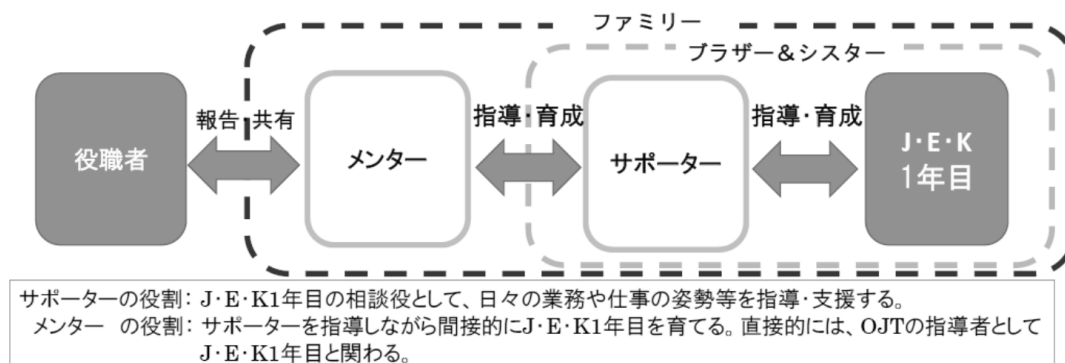 ファミリー
ブラザー&シスター
役職者
報告・共有
メンター
指導・育成
サポーター
指導・育成
J・E・K
1年目
サポーターの役割: J・E・K1年目の相談役として、日々の業務や仕事の姿勢等を指導・支援する。
メンター の役割: サポーターを指導しながら間接的にJ・E・K1年目を育てる。直接的には、OJTの指導者として
J・E・K1年目と関わる。